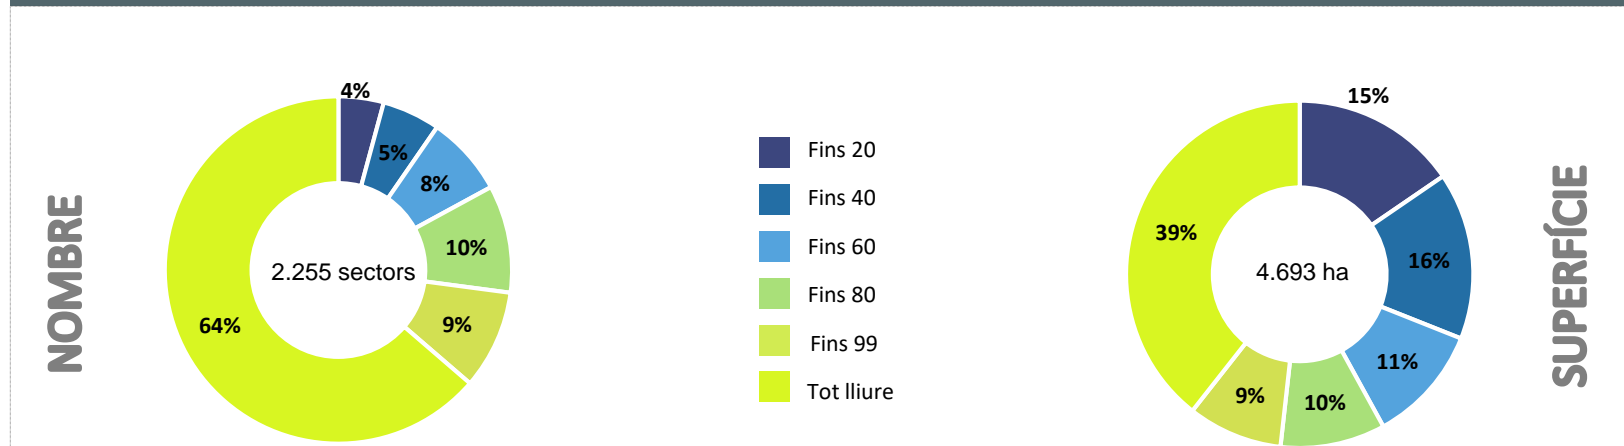 NOMBRE
4%
5%
8%
10%
9%
64%
2.255 sectors
Fins 20
Fins 40
Fins 60
Fins 80
Fins 99
Tot lliure
15%
16%
11%
10%
9%
39%
4.693 ha
SUPERFÍCIE